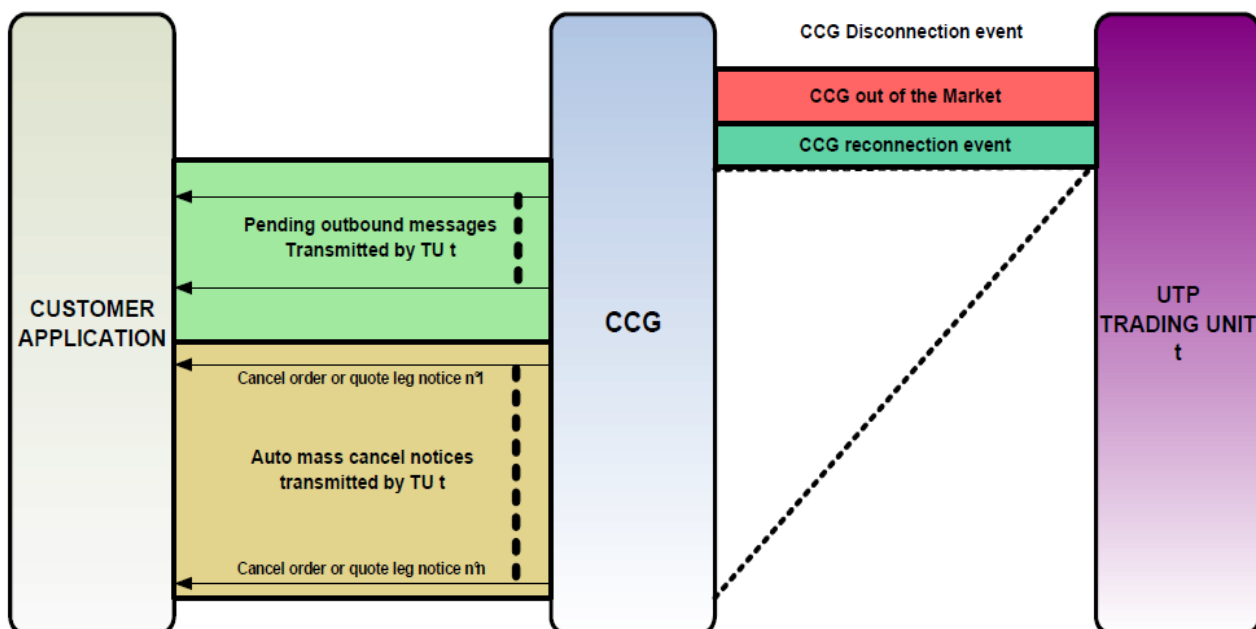 CCG Disconnection event
CCG out of the Market
CCG reconnection event
Pending outbound messages
Transmitted by TU t
CUSTOMER
APPLICATION
CCG
UTP
TRADING UNIT
t
Cancel order or quote leg notice n°1
Auto mass cancel notices
transmitted by TU t
Cancel order or quote leg notice n°n